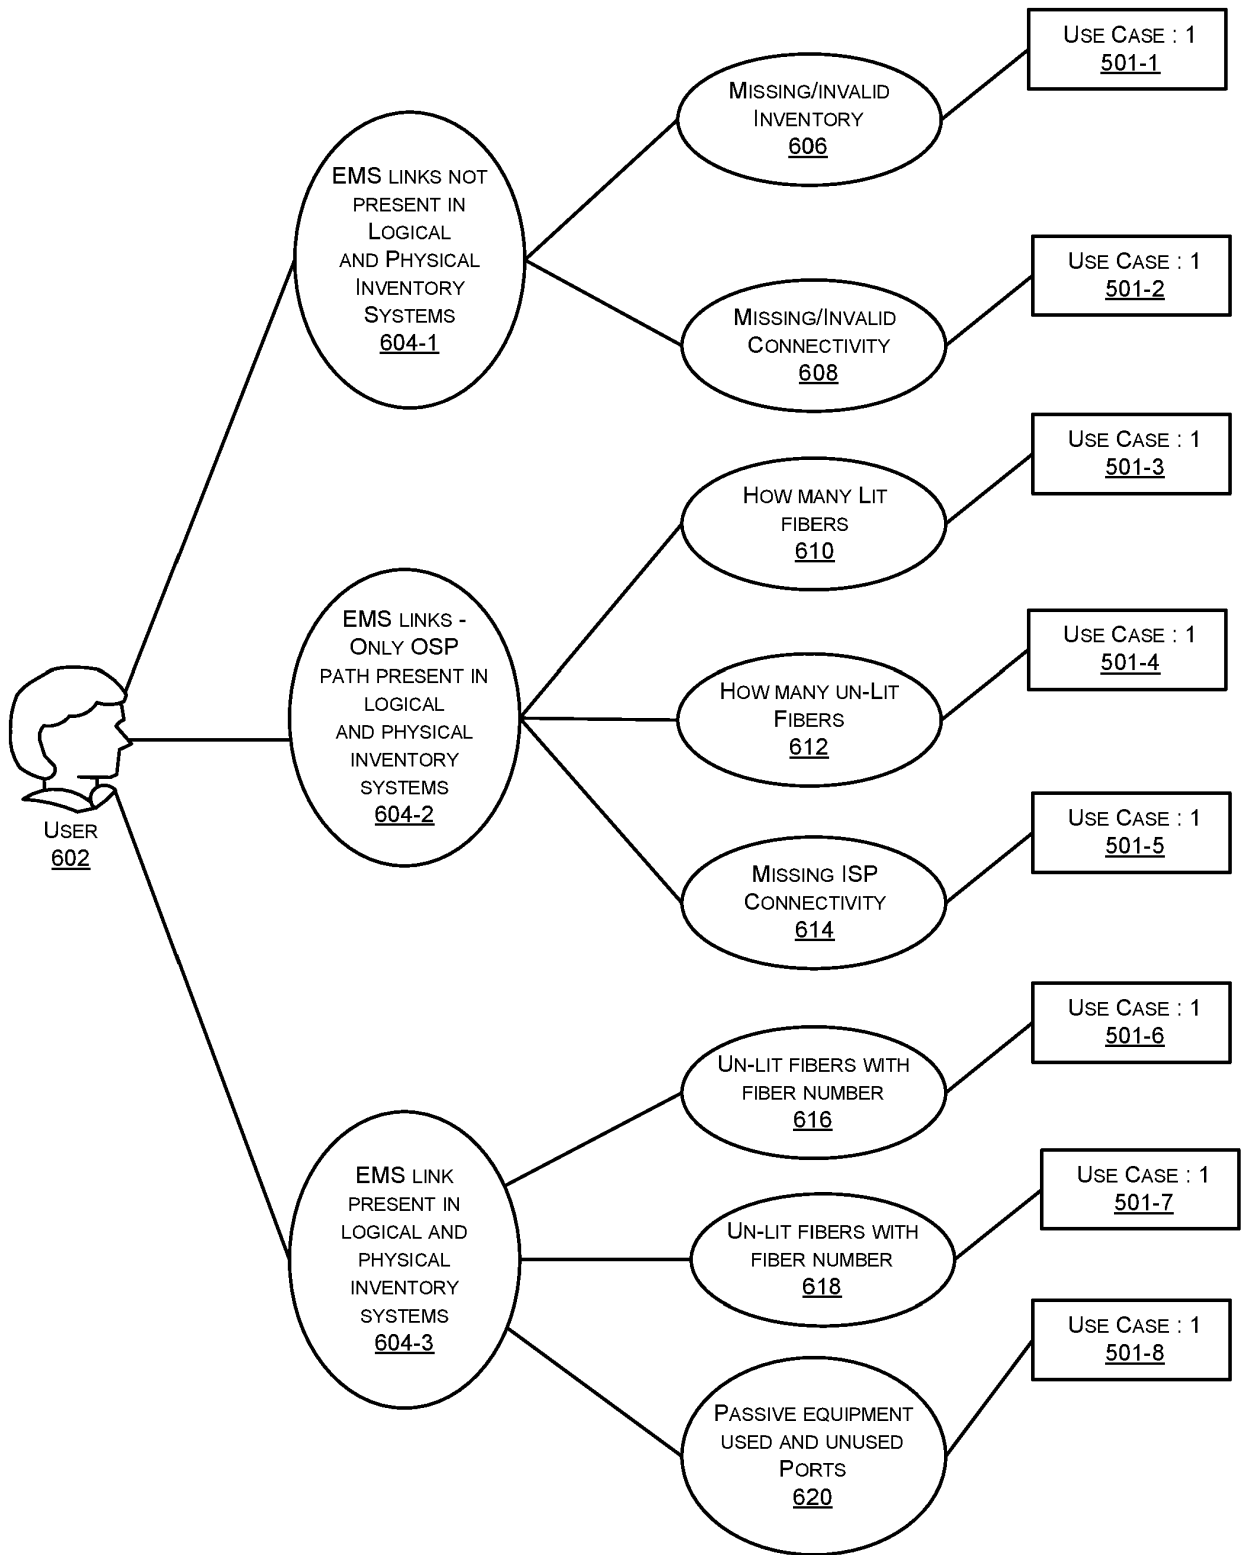 USE CASE : 1
501-1
MISSING/INVALID
INVENTORY
606
EMS LINKS NOT
PRESENT IN
LOGICAL
AND PHYSICAL
INVENTORY
SYSTEMS
604-1
USE CASE : 1
501-2
MISSING/INVALID
CONNECTIVITY
608
USE CASE : 1
501-3
HOW MANY LIT
FIBERS
610
EMS LINKS -
ONLY OSP
PATH PRESENT IN
LOGICAL
AND PHYSICAL
INVENTORY
SYSTEMS
604-2
USE CASE : 1
501-4
HOW MANY UN-LIT
FIBERS
612
USER
602
USE CASE : 1
501-5
MISSING ISP
CONNECTIVITY
614
USE CASE : 1
501-6
UN-LIT FIBERS WITH
FIBER NUMBER
616
EMS LINK
PRESENT IN
LOGICAL AND
PHYSICAL
INVENTORY
SYSTEMS
604-3
USE CASE : 1
501-7
UN-LIT FIBERS WITH
FIBER NUMBER
618
USE CASE : 1
501-8
PASSIVE EQUIPMENT
USED AND UNUSED
PORTS
620